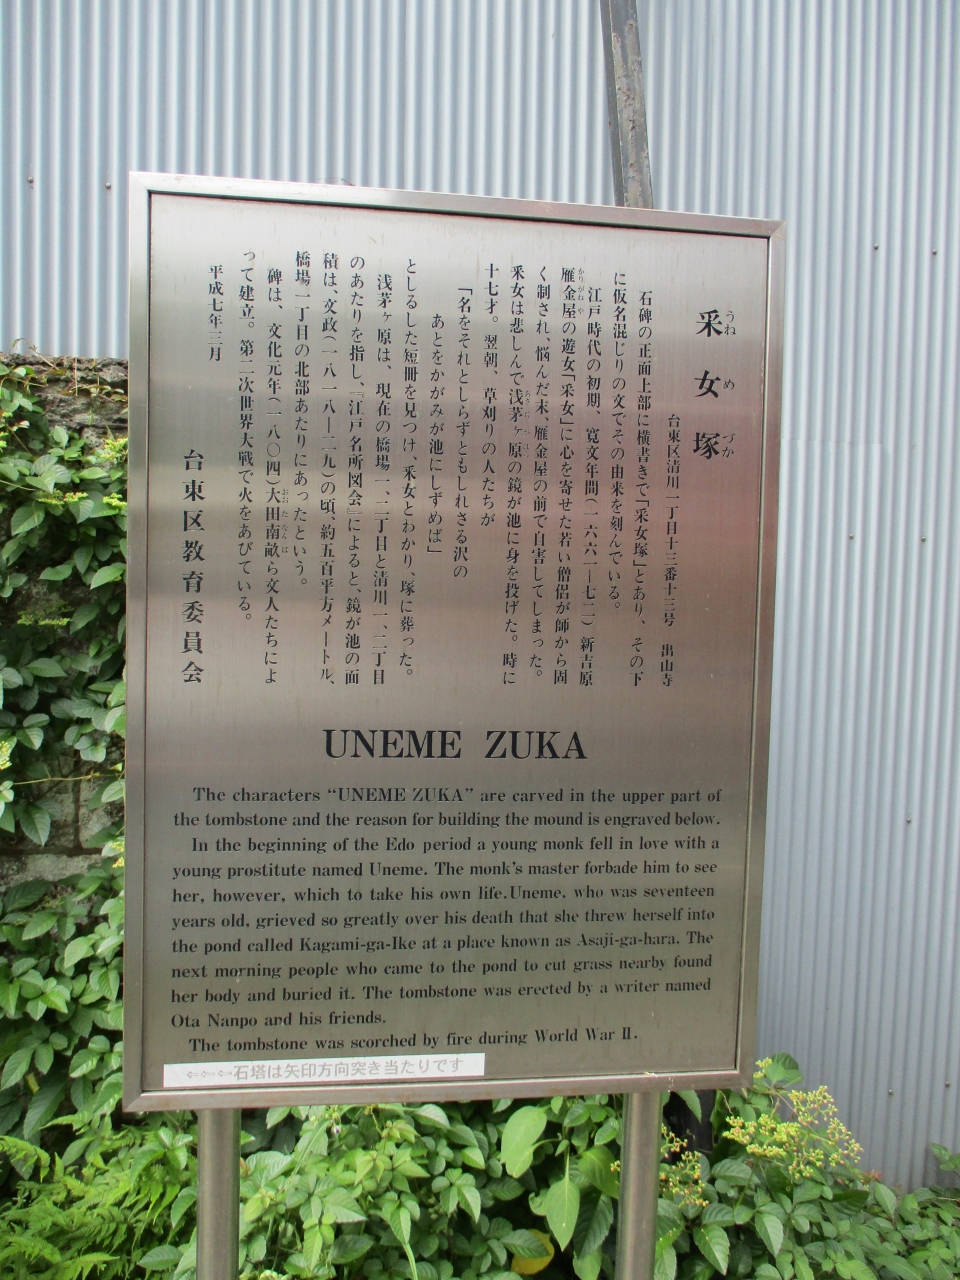 采女塚
うねめづか
台東区清川一丁目十三番十三号　出山寺
石碑の正面上部に横書きで「采女塚」とあり、その下
に仮名混じりの文でその由来を刻んでいる。
江戸時代の初期、寛文年間(一六六一―七二)新吉原
雁金屋の遊女「采女」に心を寄せた若い僧侶が師から固
かりがねや
く制され、悩んだ末、雁金屋の前で自害してしまった。
采女は悲しんで浅茅ヶ原の鏡が池に身を投げた。時に
あさじがはら
十七才。翌朝、草刈りの人たちが
「名をそれとしらずともしれさる沢の
あとをかがみが池にしずめば」
としるした短冊を見つけ、采女とわかり、塚に葬った。
浅茅ヶ原は、現在の橋場一、二丁目と清川一、二丁目
のあたりを指し、『江戸名所図会』によると、鏡が池の面
積は、文政(一八一八―二九)の頃、約五百平方メートル、
橋場一丁目の北部あたりにあったという。
碑は、文化元年(一八〇四)大田南畝ら文人たちによ
おおたなんぽ
って建立。第二次世界大戦で火をあびている。
平成七年三月
台東区教育委員会
UNEME ZUKA
The characters “UNEME ZUKA” are carved in the upper part of
the tombstone and the reason for building the mound is engraved below.
In the beginning of the Edo period a young monk fell in love with a
young prostitute named Uneme. The monk's master forbade him to see
her, however, which to take his own life. Uneme, who was seventeen
years old, grieved so greatly over his death that she threw herself into
the pond called Kagami-ga-Ike at a place known as Asaji-ga-hara. The
next morning people who came to the pond to cut grass nearby found
her body and buried it. The tombstone was erected by a writer named
Ota Nanpo and his friends.
The tombstone was scorched by fire during World War II.
⇦⇦⇦石塔は矢印方向突き当たりです